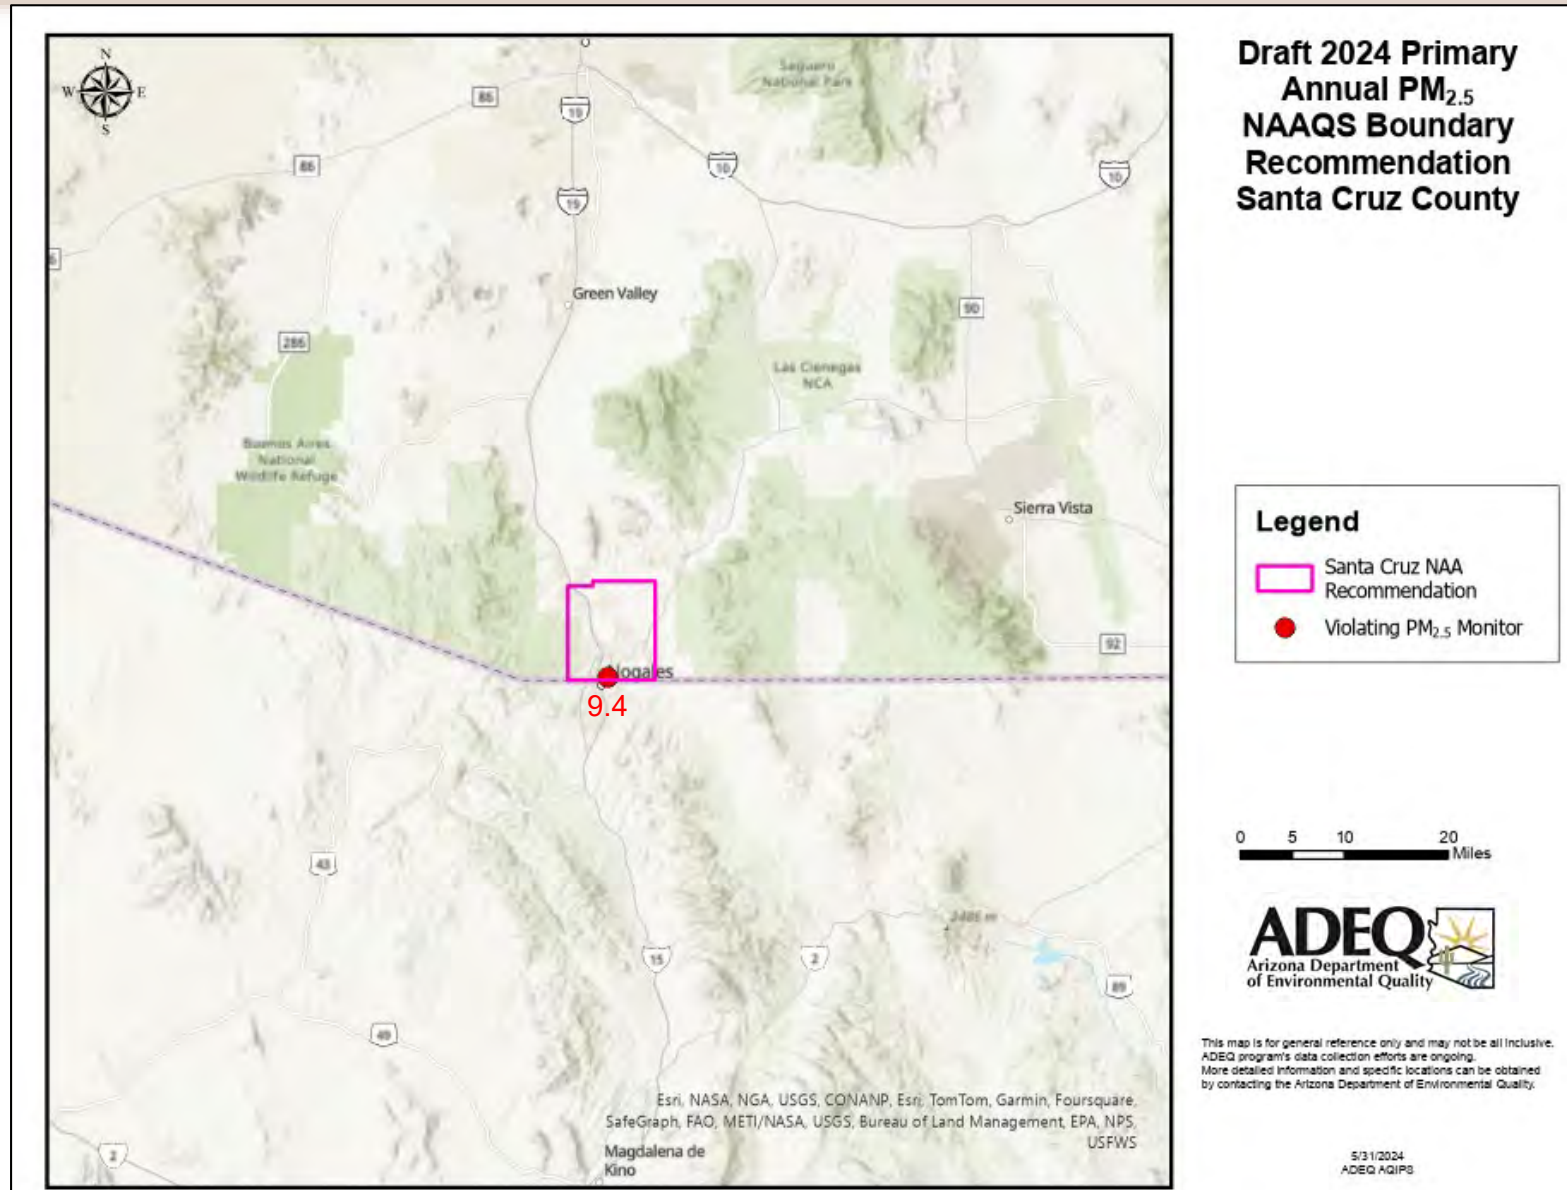 Draft 2024 Primary
Annual PM2.5
NAAQS Boundary
Recommendation
Santa Cruz County
N
W E
S
Saguaro
National Park
86
19
86
10
10
19
Green Valley
90
286
Las Cienegas
NCA
Buenos Aires
National
Wildlife Refuge
Sierra Vista
92
Nogales
9.4
43
2486 m
15
2
89
49
2
Magdalena de
Kino
Esri, NASA, NGA, USGS, CONANP, Esri, TomTom, Garmin, Foursquare,
SafeGraph, FAO, METI/NASA, USGS, Bureau of Land Management, EPA, NPS,
USFWS
Legend
Santa Cruz NAA
Recommendation
Violating PM2.5 Monitor
0 5 10 20
Miles
ADEQ
Arizona Department
of Environmental Quality
This map is for general reference only and may not be all inclusive.
ADEQ program's data collection efforts are ongoing.
More detailed information and specific locations can be obtained
by contacting the Arizona Department of Environmental Quality.
5/31/2024
ADEQ AQIPS